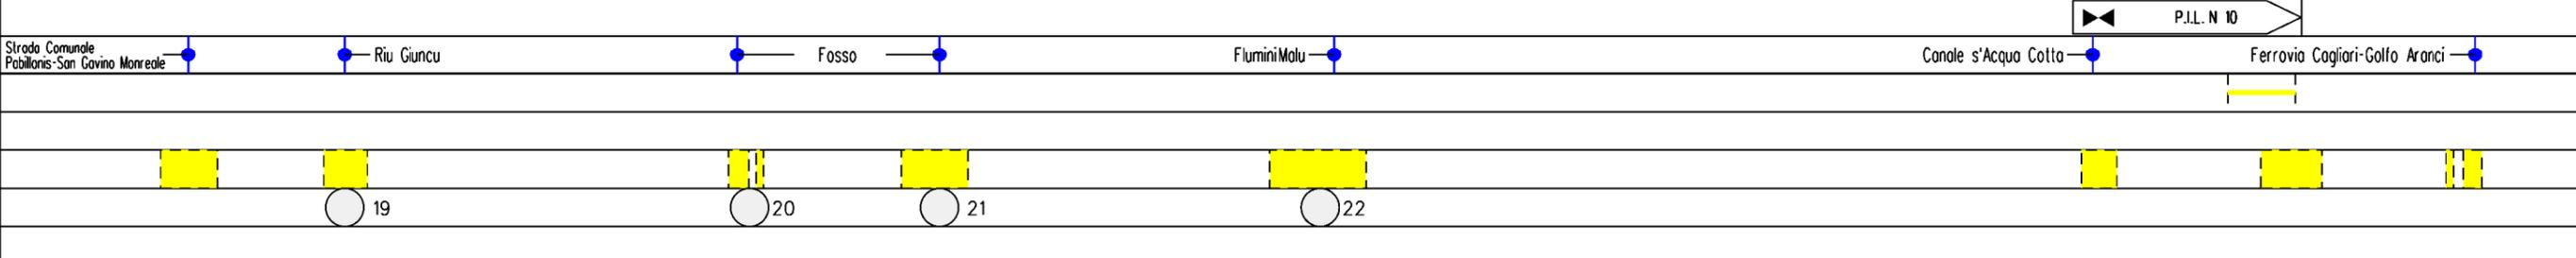 P.I.L. N 10
Strada Comunale
Pabillonis-San Gavino Monreale
Riu Giuncu
Fosso
FluminiMalu
Canale s'Acqua Cotta
Ferrovia Cagliari-Golfo Aranci
19
20
21
22